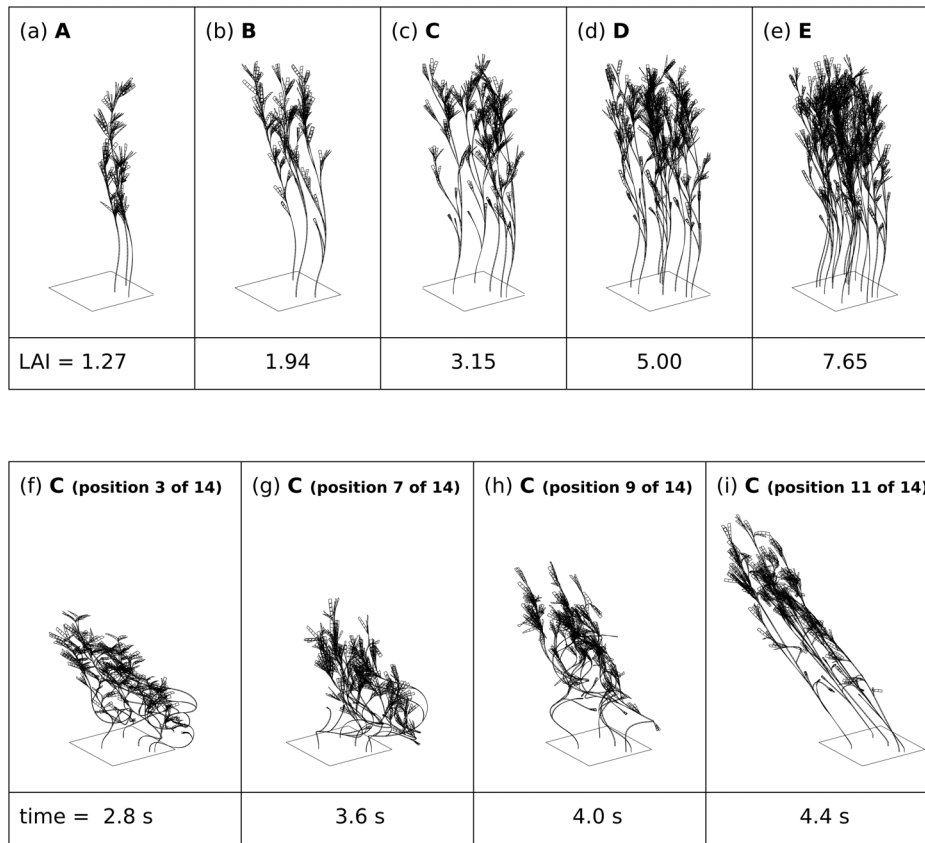 (a) A
(b) B
(c) C
(d) D
(e) E
LAI = 1.27
1.94
3.15
5.00
7.65
(f) C (position 3 of 14)
(g) C (position 7 of 14)
(h) C (position 9 of 14)
(i) C (position 11 of 14)
time = 2.8 s
3.6 s
4.0 s
4.4 s